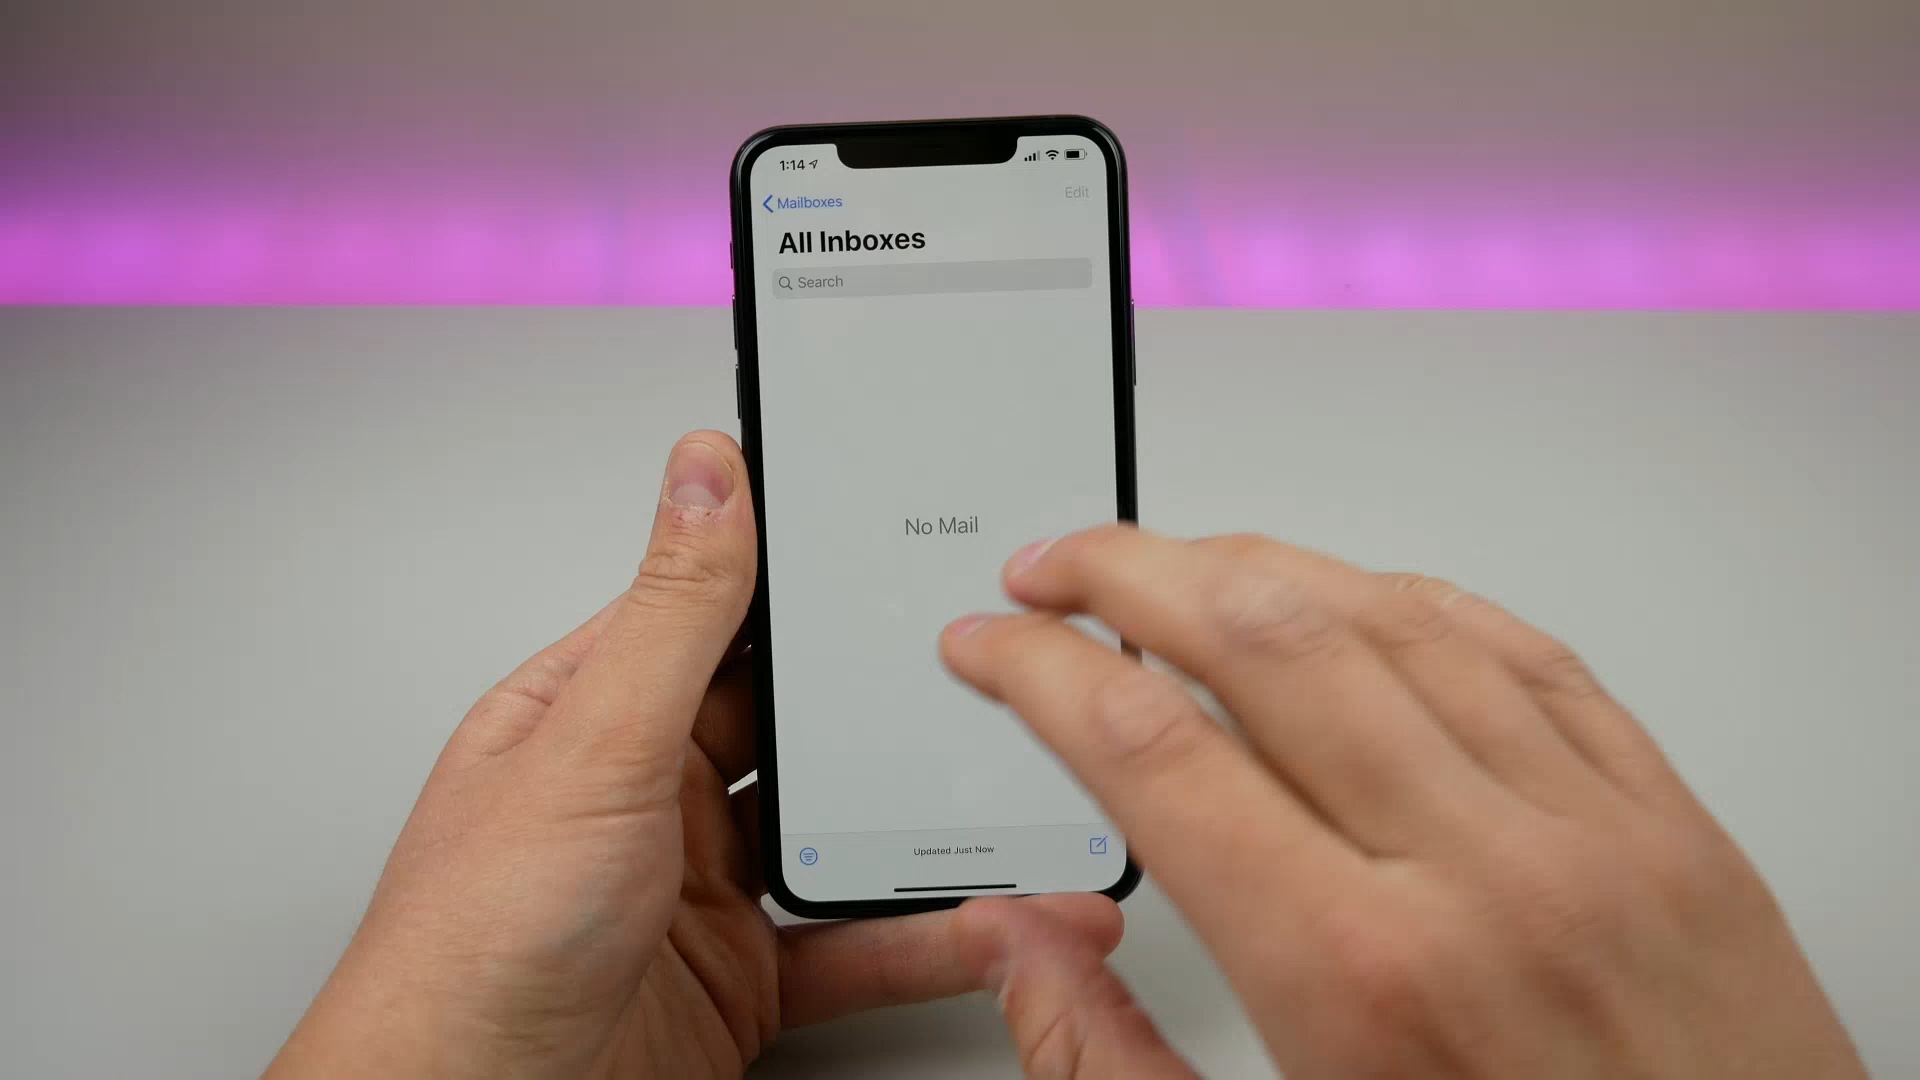 1:14
Mailboxes
Edit
All Inboxes
Search
No Mail
Updated Just Now